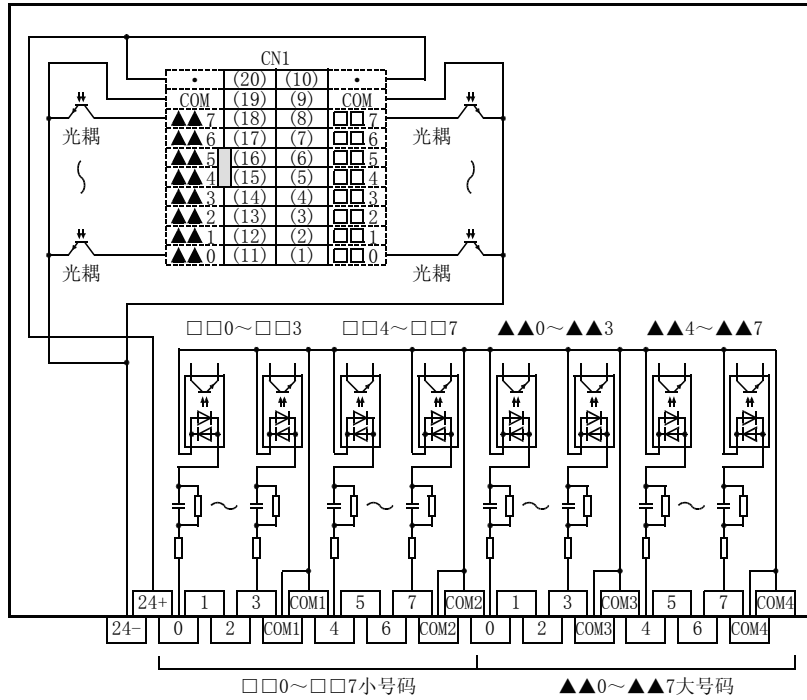 CN1
• (20) (10) •
COM (19) (9) COM
▲▲7 (18) (8) □□7
▲▲6 (17) (7) □□6
▲▲5 (16) (6) □□5
▲▲4 (15) (5) □□4
▲▲3 (14) (4) □□3
▲▲2 (13) (3) □□2
▲▲1 (12) (2) □□1
▲▲0 (11) (1) □□0
光耦 光耦
光耦 光耦
□□0～□□3 □□4～□□7 ▲▲0～▲▲3 ▲▲4～▲▲7
24+ 1 3 COM1 5 7 COM2 1 3 COM3 5 7 COM4
24- 0 2 COM1 4 6 COM2 0 2 COM3 4 6 COM4
□□0～□□7小号码 ▲▲0～▲▲7大号码